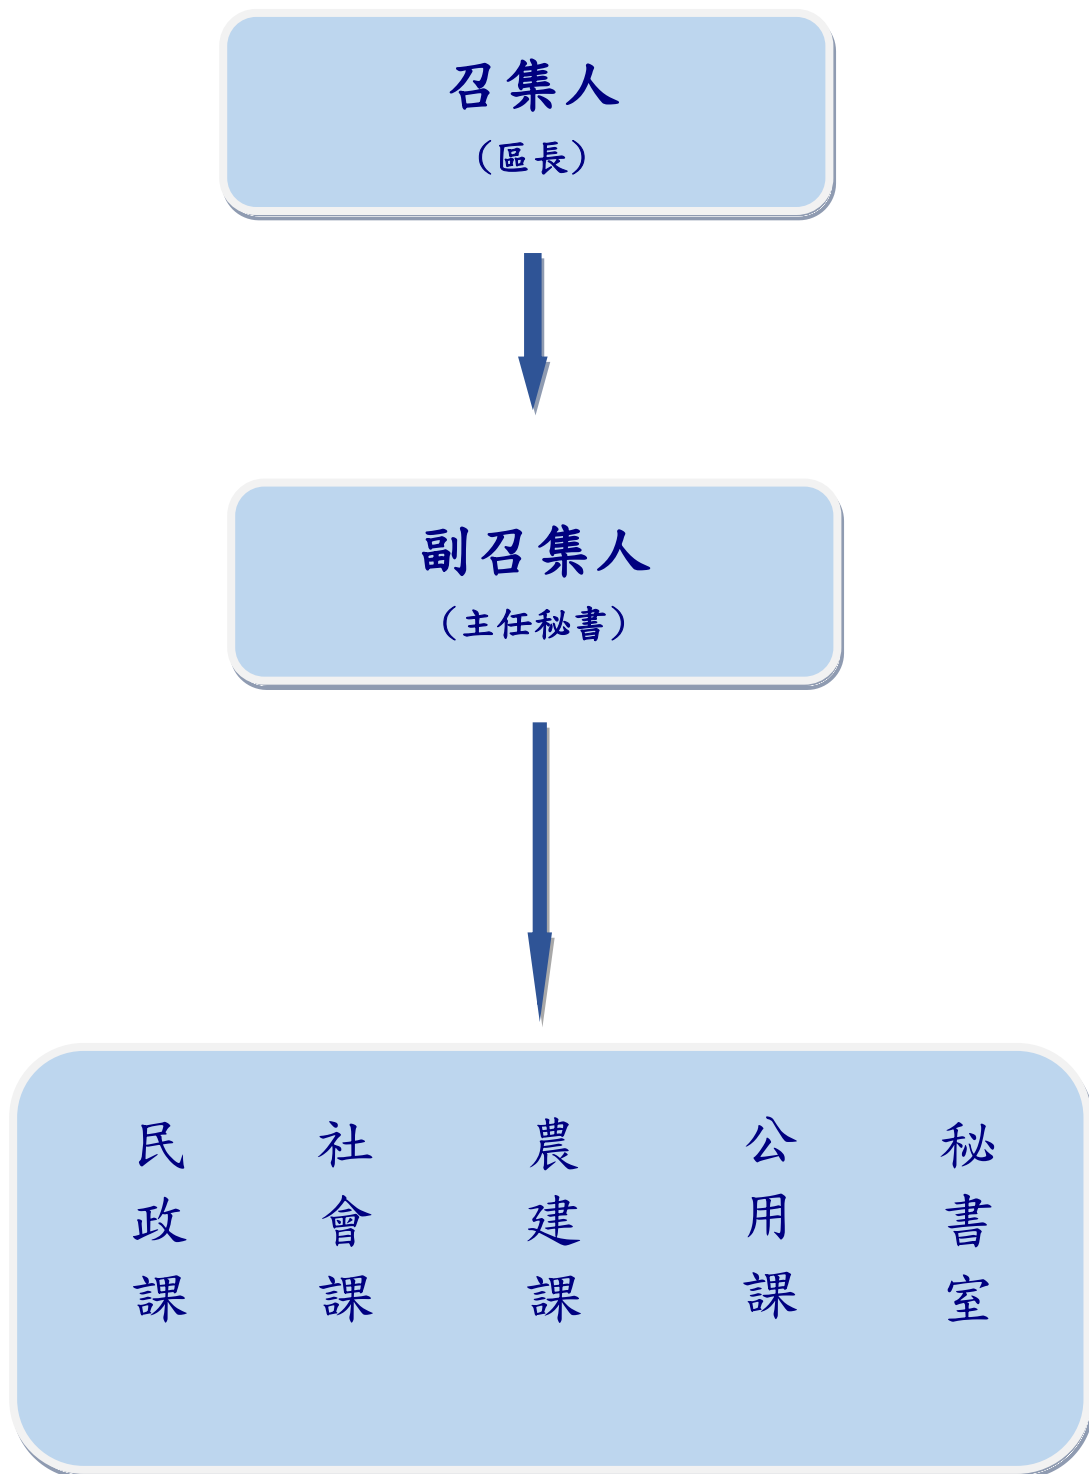 召集人
（區長）
副召集人
（主任秘書）
民政課
社會課
農建課
公用課
秘書室